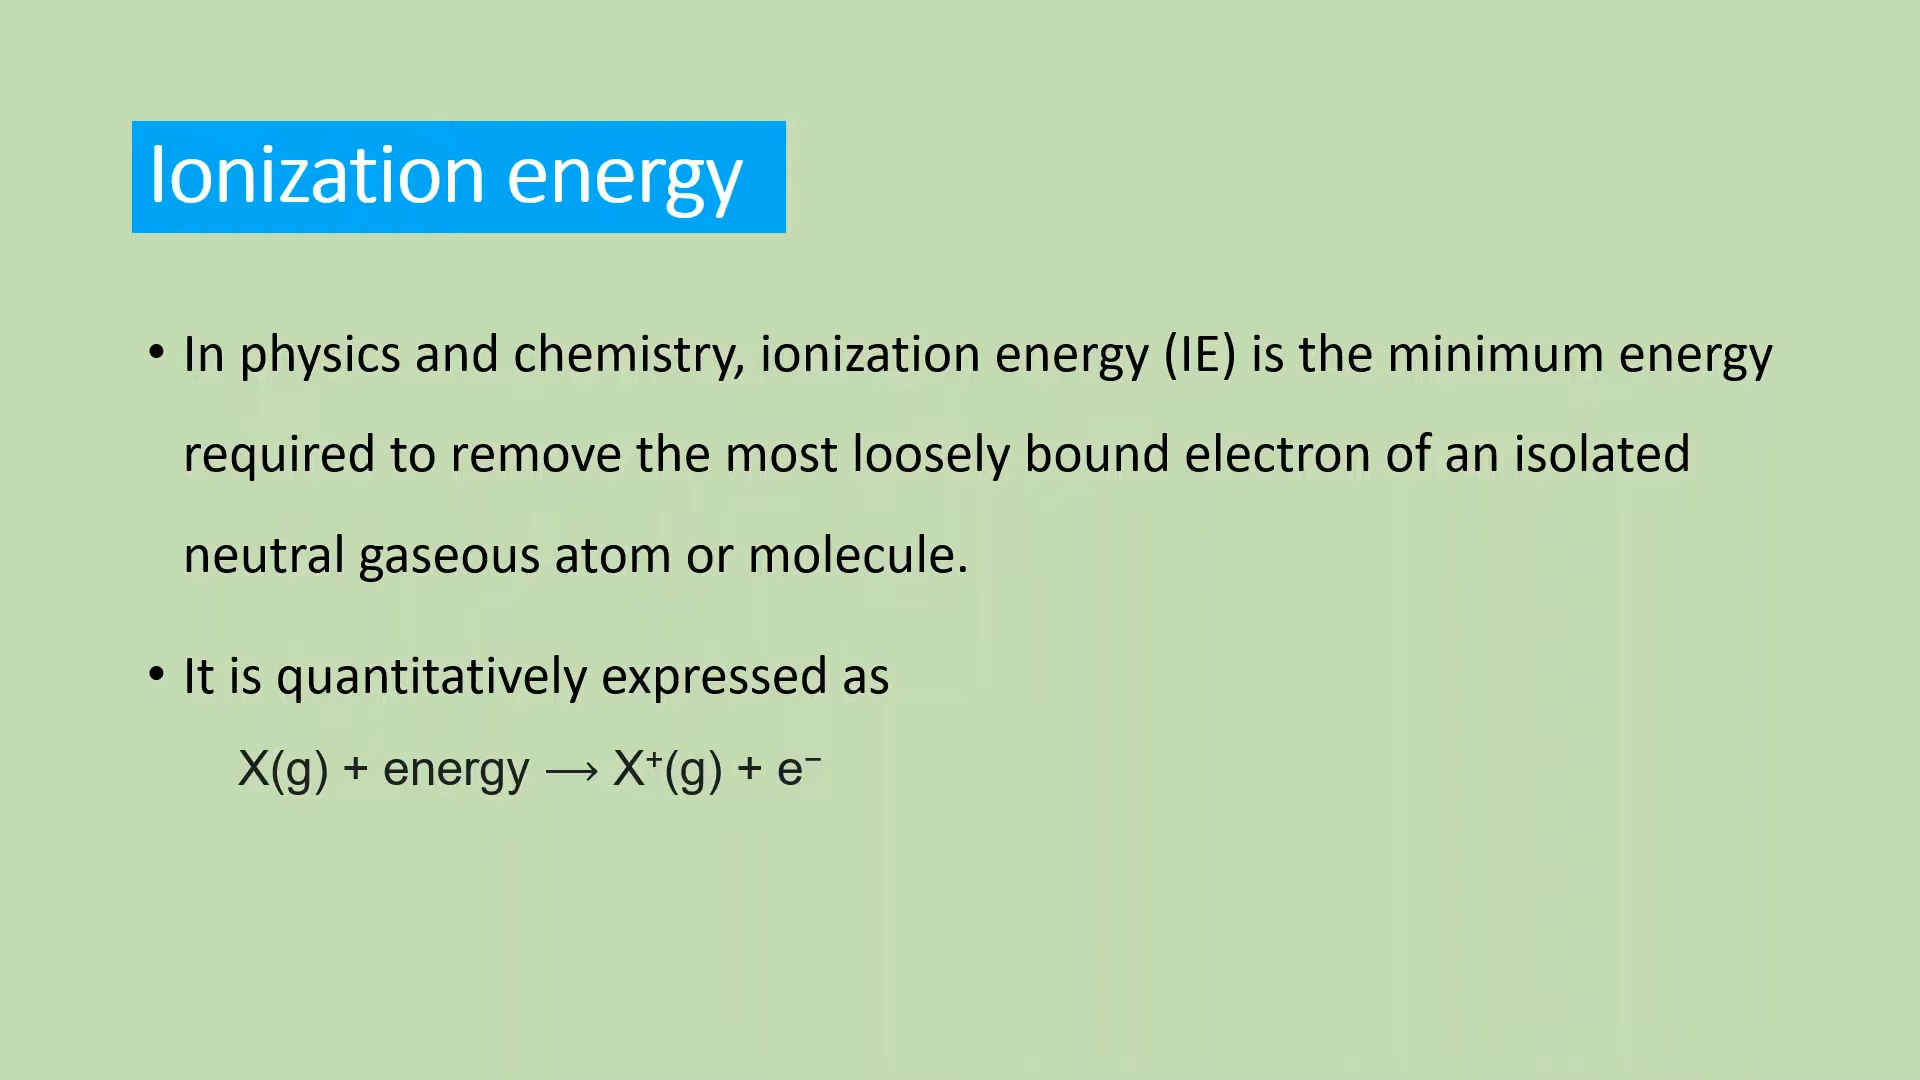 Ionization energy
• In physics and chemistry, ionization energy (IE) is the minimum energy
required to remove the most loosely bound electron of an isolated
neutral gaseous atom or molecule.
• It is quantitatively expressed as
X(g) + energy ⟶ X⁺(g) + e⁻